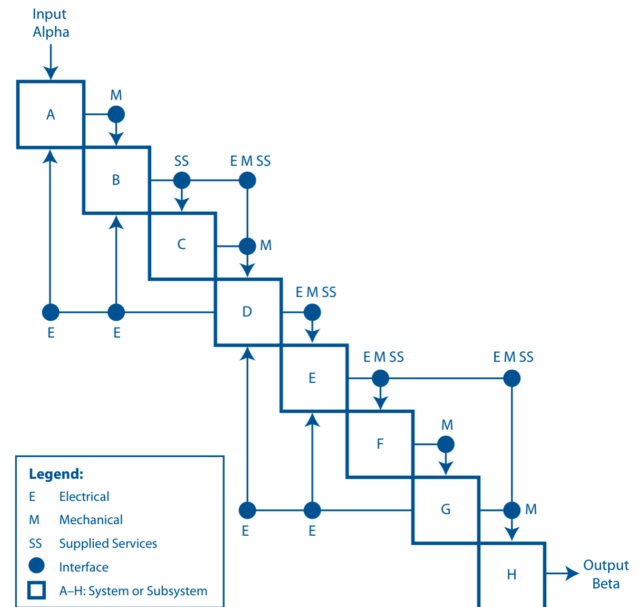 Input
Alpha
A
M
B
SS
E M SS
C
M
D
E M SS
E
E
E
E M SS
E M SS
F
M
G
M
E
E
H
Output
Beta
Legend:
E Electrical
M Mechanical
SS Supplied Services
Interface
A–H: System or Subsystem